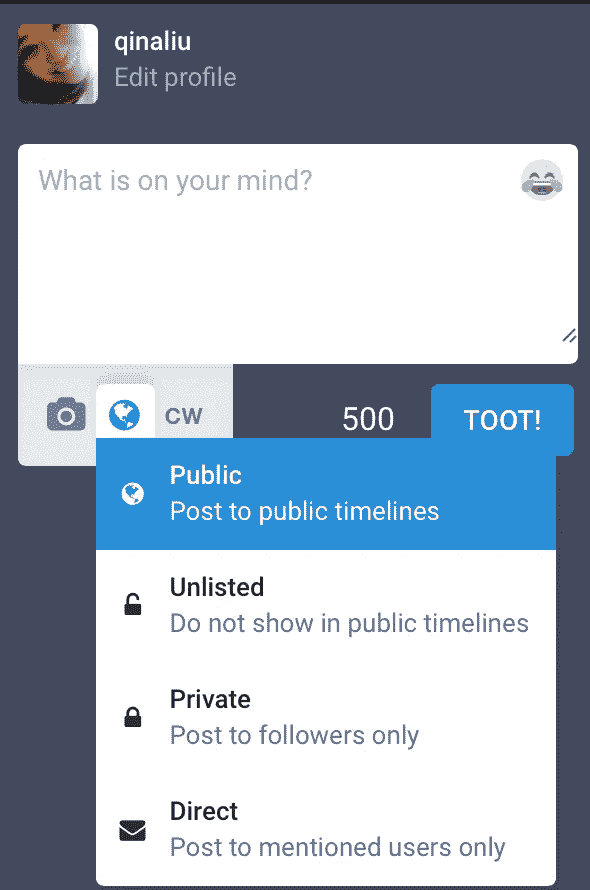 qinaliu
Edit profile
What is on your mind?
CW
500
TOOT!
Public
Post to public timelines
Unlisted
Do not show in public timelines
Private
Post to followers only
Direct
Post to mentioned users only